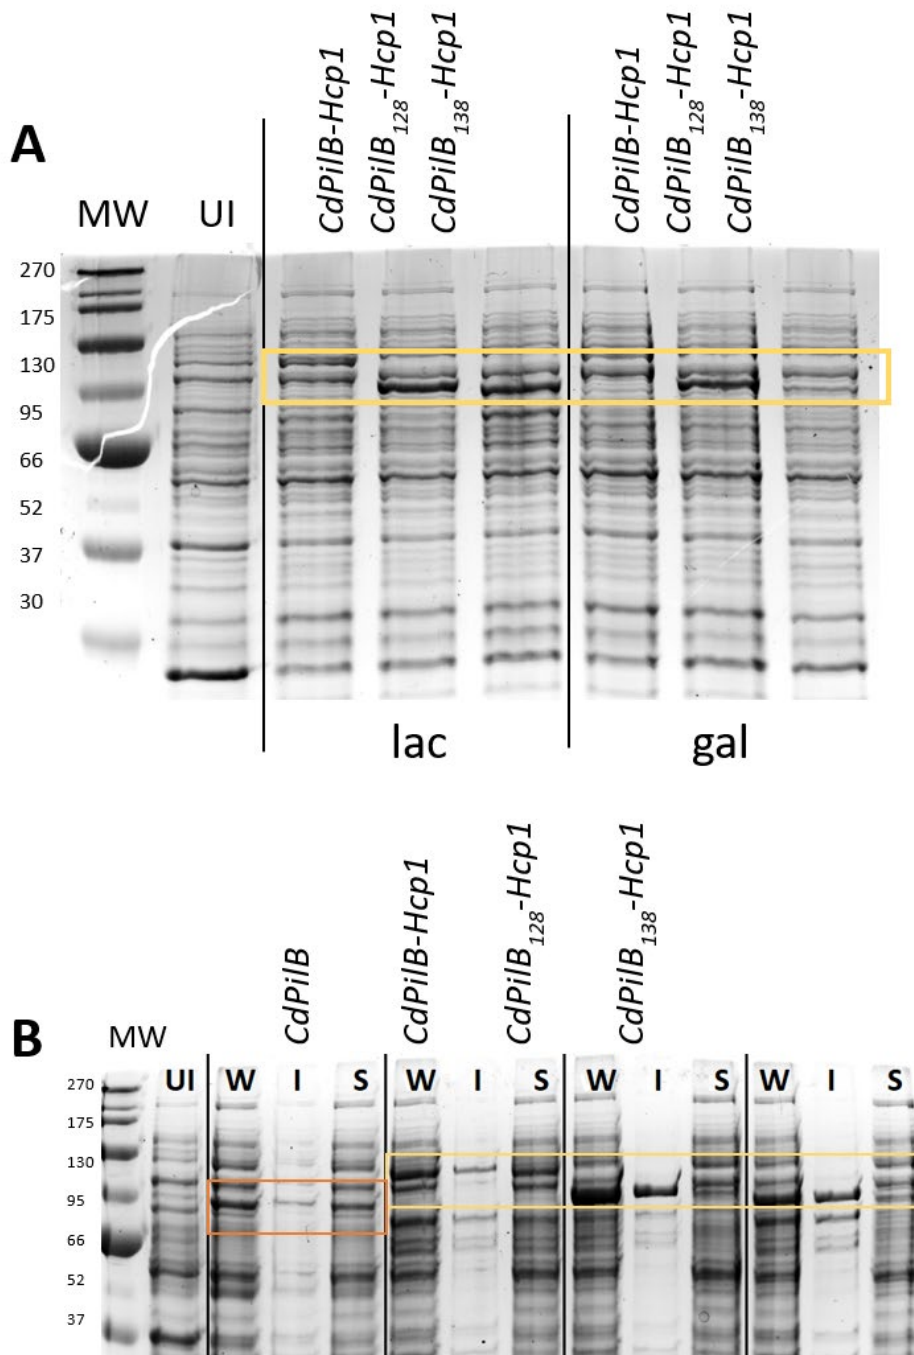 A
MW
UI
CdPilB-Hcp1
CdPilB128-Hcp1
CdPilB138-Hcp1
CdPilB-Hcp1
CdPilB128-Hcp1
CdPilB138-Hcp1
270
175
130
95
66
52
37
30
lac
gal
B
MW
CdPilB
CdPilB-Hcp1
CdPilB128-Hcp1
CdPilB138-Hcp1
UI W I S W I S W I S W I S
270
175
130
95
66
52
37